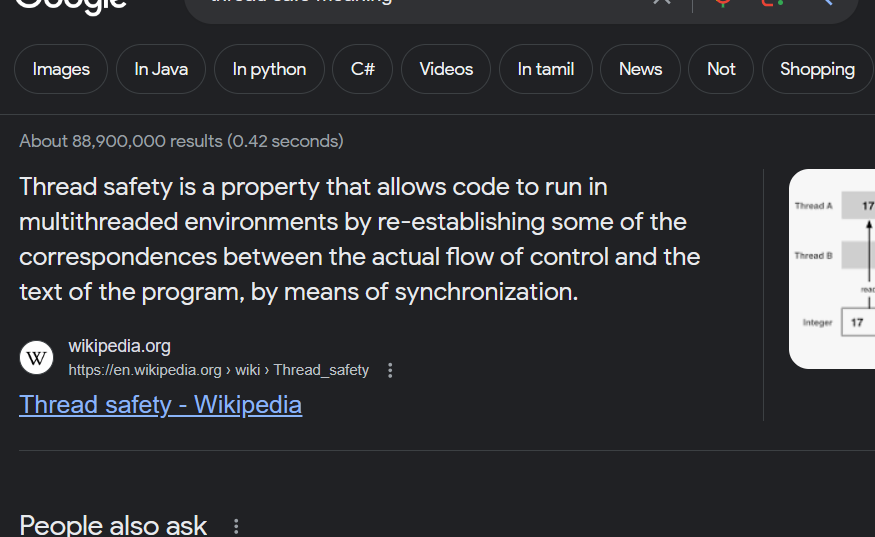 Google
thread safe meaning
Images In Java In python C# Videos In tamil News Not Shopping
About 88,900,000 results (0.42 seconds)
Thread safety is a property that allows code to run in
multithreaded environments by re-establishing some of the
correspondences between the actual flow of control and the
text of the program, by means of synchronization.
Thread A 17
Thread B
Integer 17
W
wikipedia.org
https://en.wikipedia.org › wiki › Thread_safety
Thread safety - Wikipedia
People also ask